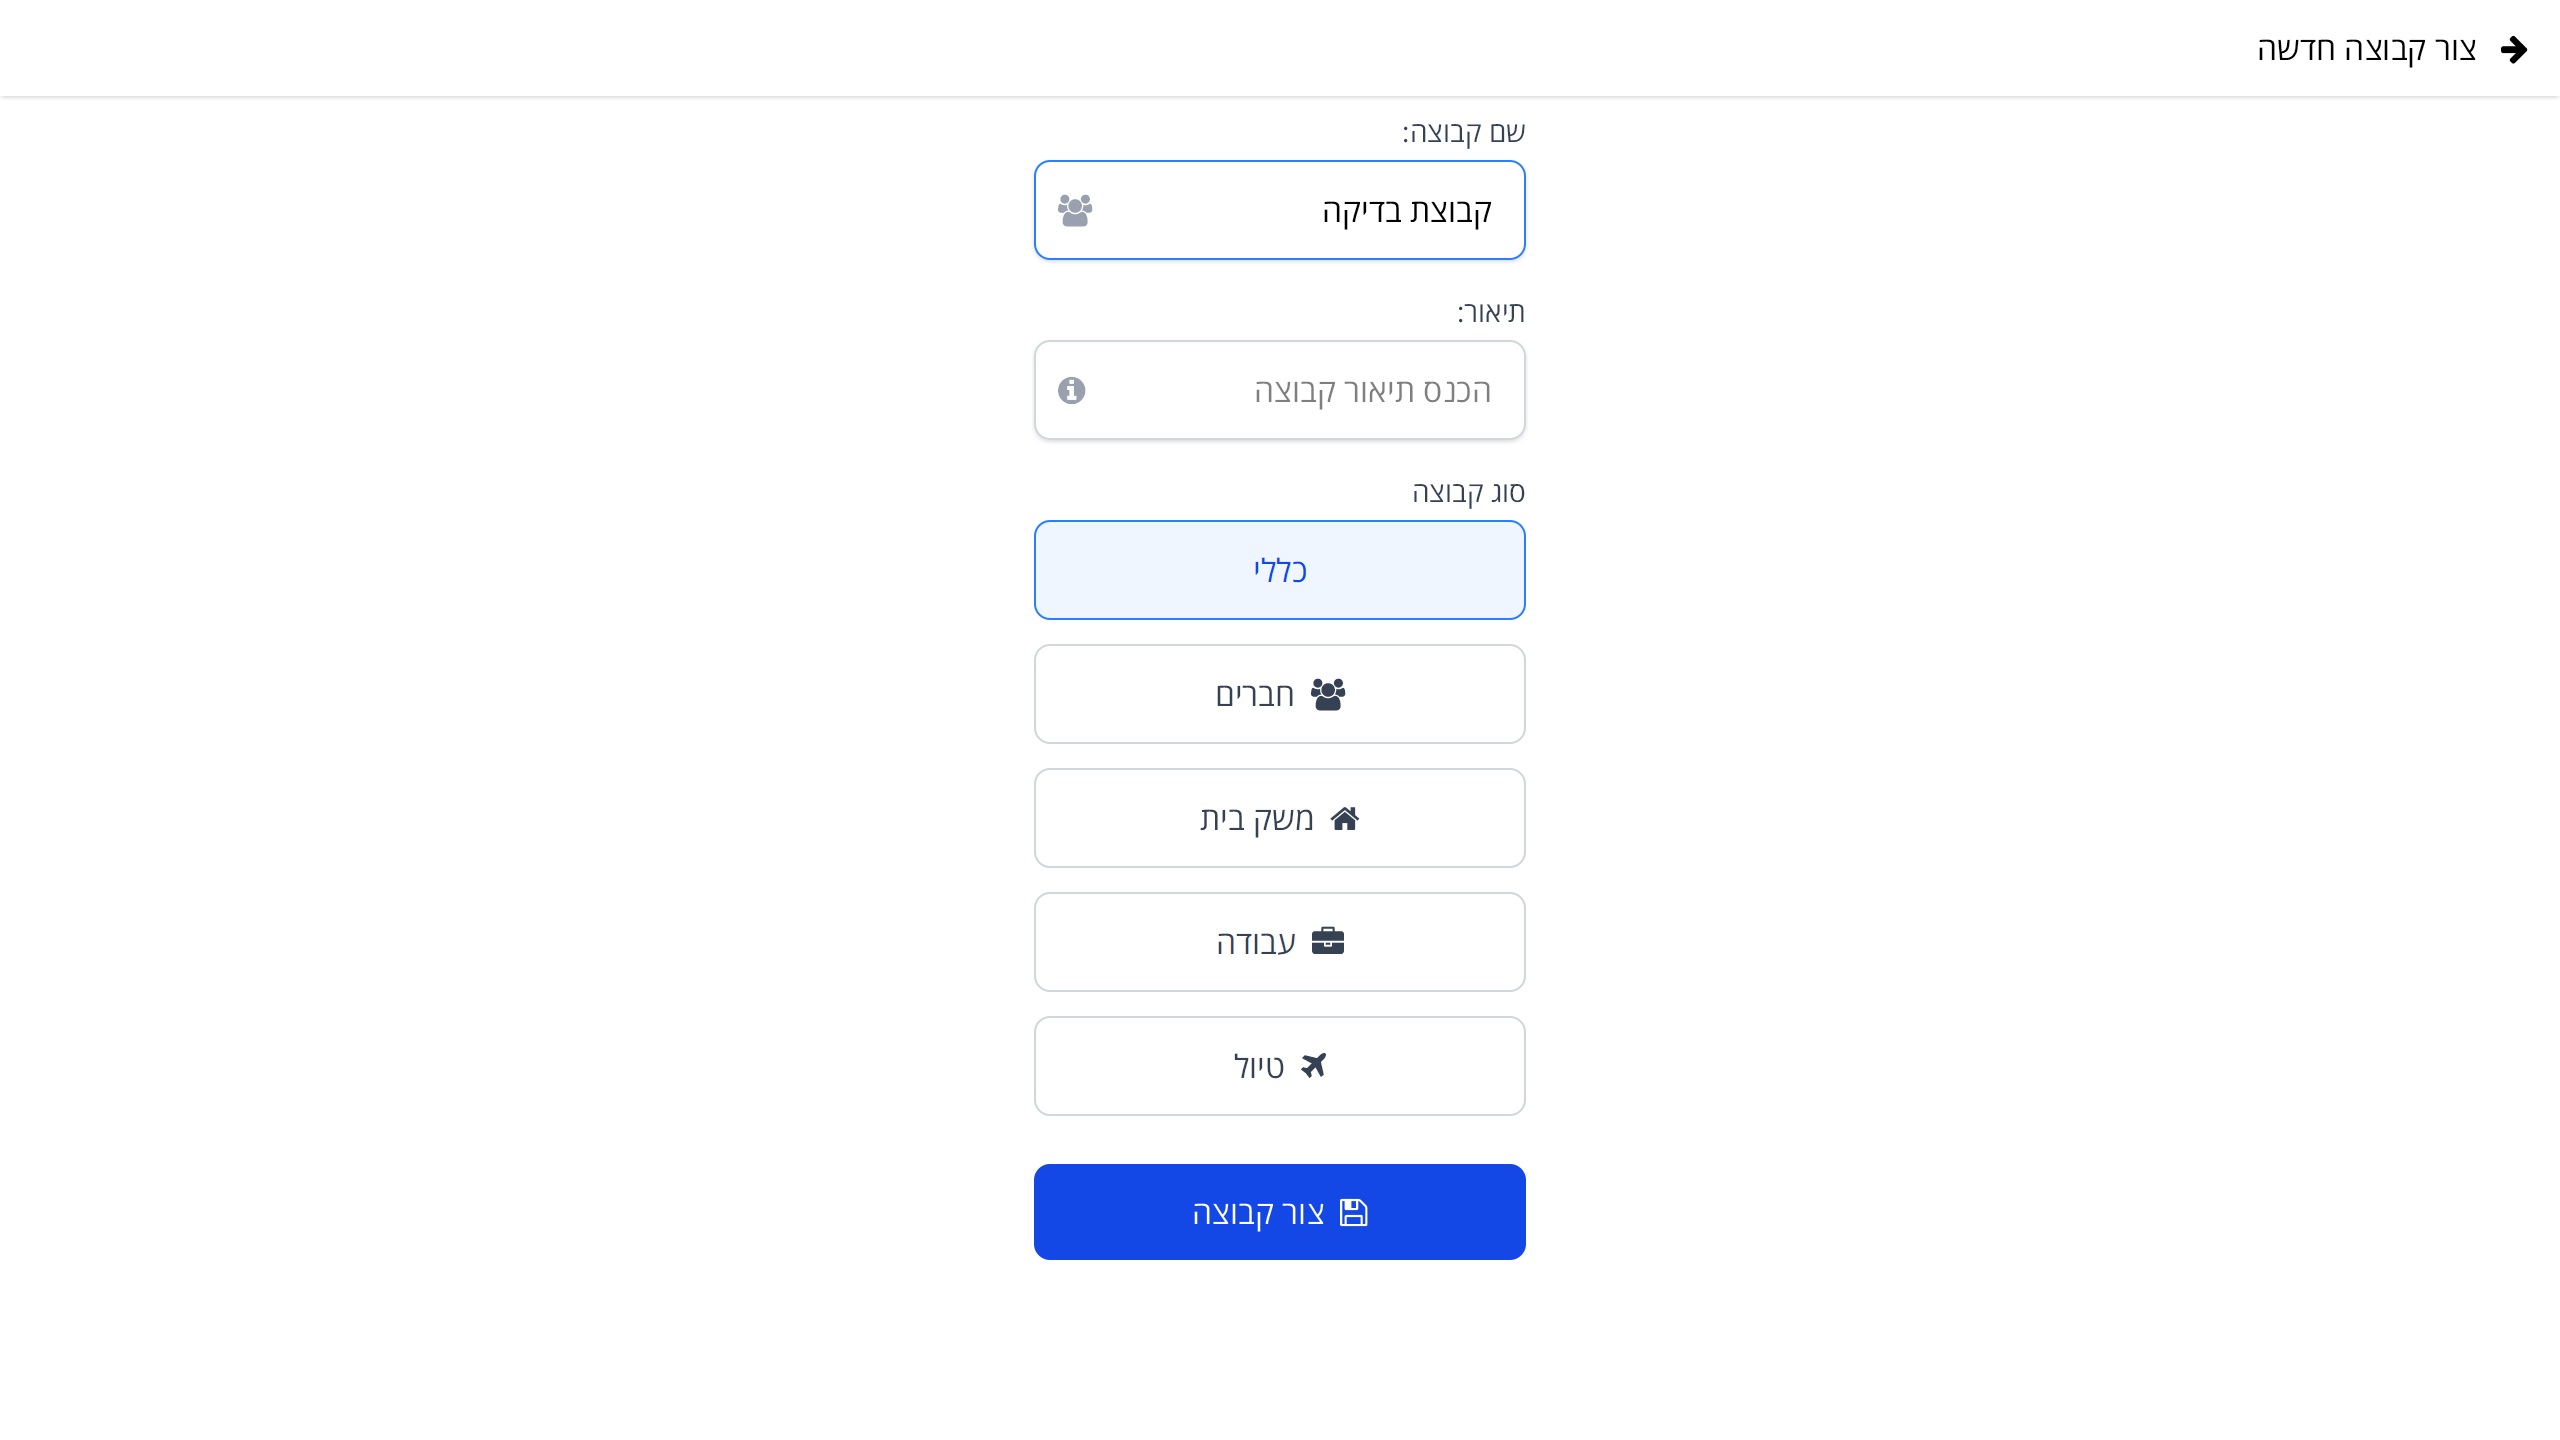 צור קבוצה חדשה
שם קבוצה:
קבוצת בדיקה
תיאור:
הכנס תיאור קבוצה
סוג קבוצה
כללי
חברים
משק בית
עבודה
טיול
צור קבוצה